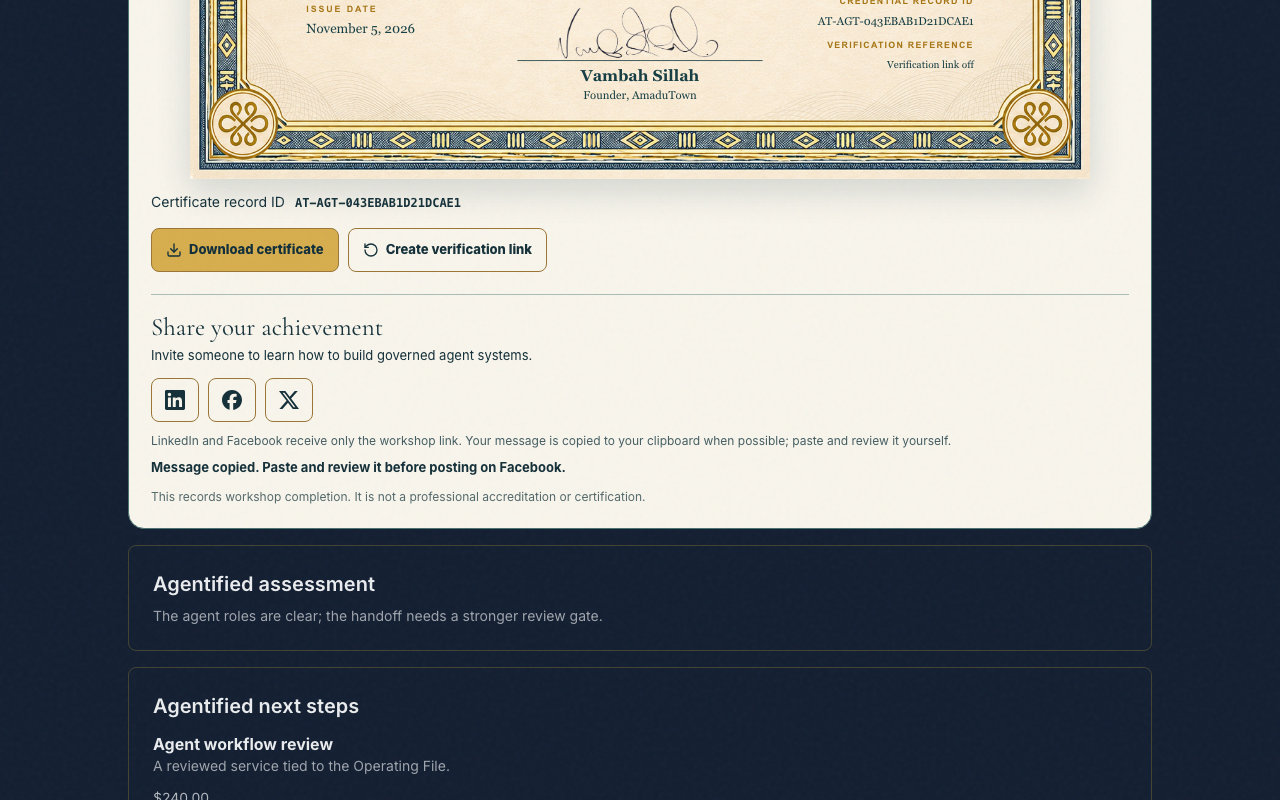 ISSUE DATE
November 5, 2026
CREDENTIAL RECORD ID
AT-AGT-043EBAB1D21DCAE1
VERIFICATION REFERENCE
Verification link off
Vambah Sillah
Founder, AmaduTown
Certificate record ID AT-AGT-043EBAB1D21DCAE1
Download certificate
Create verification link
Share your achievement
Invite someone to learn how to build governed agent systems.
LinkedIn and Facebook receive only the workshop link. Your message is copied to your clipboard when possible; paste and review it yourself.
Message copied. Paste and review it before posting on Facebook.
This records workshop completion. It is not a professional accreditation or certification.
Agentified assessment
The agent roles are clear; the handoff needs a stronger review gate.
Agentified next steps
Agent workflow review
A reviewed service tied to the Operating File.
$240.00